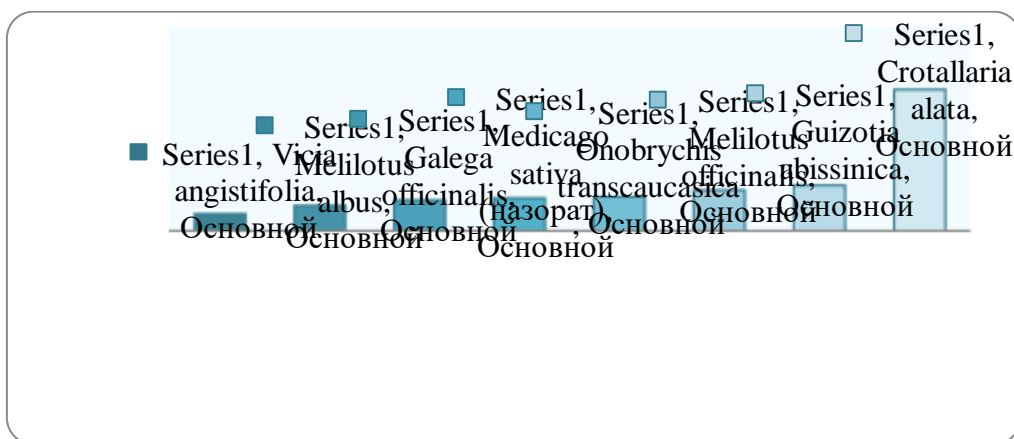 Series1, Vicia
angistifolia,
Основной
Series1,
Melilotus
albus,
Основной
Series1,
Galega
officinalis,
Основной
Series1,
Medicago
sativa
(назорат),
Основной
Series1,
Onobrychis
transcaucasica
, Основной
Series1,
Melilotus
officinalis,
Основной
Series1,
Guizotia
abissinica,
Основной
Series1,
Crotallaria
alata,
Основной